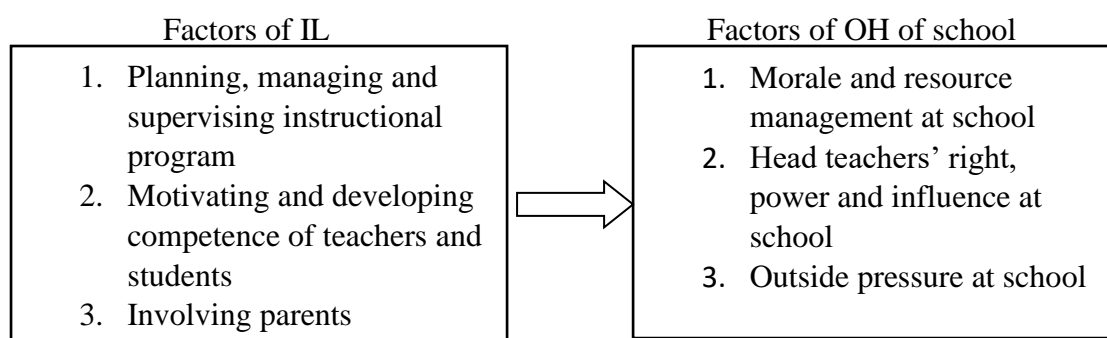 Factors of IL
1. Planning, managing and
supervising instructional
program
2. Motivating and developing
competence of teachers and
students
3. Involving parents
Factors of OH of school
1. Morale and resource
management at school
2. Head teachers’ right,
power and influence at
school
3. Outside pressure at school